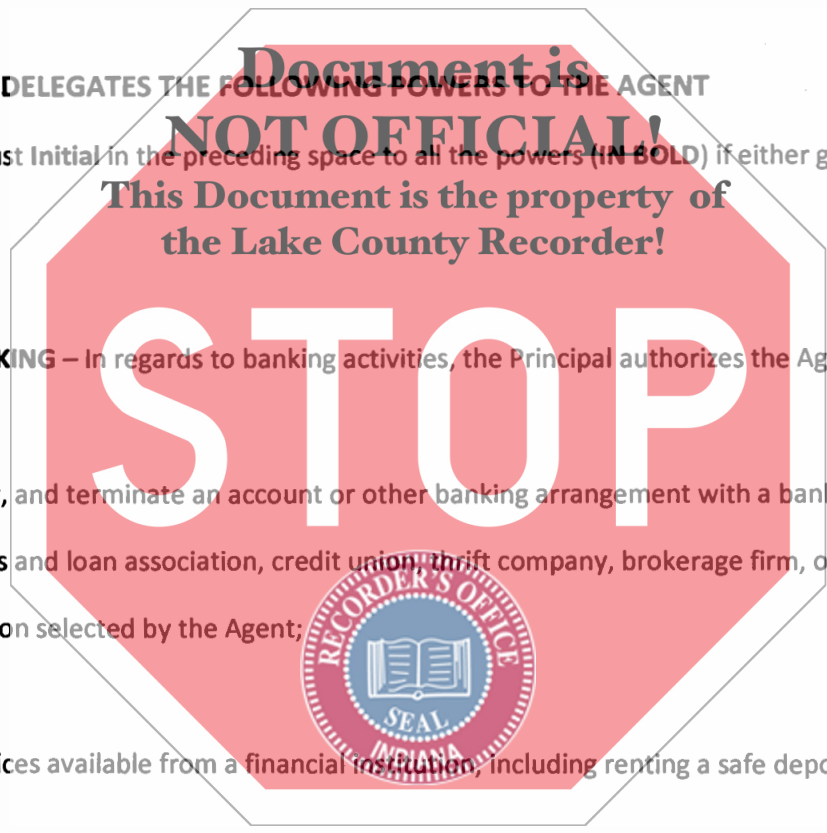 Document is
DELEGATES THE FOLLOWING POWERS TO THE AGENT
NOT OFFICIAL!
st Initial in the preceding space to all the powers (IN BOLD) if either g
This Document is the property of
the Lake County Recorder!
KING – In regards to banking activities, the Principal authorizes the Ag
STOP
, and terminate an account or other banking arrangement with a bank
s and loan association, credit union, thrift company, brokerage firm, o
on selected by the Agent;
RECORDER'S OFFICE
SEAL
INDIANA
ces available from a financial institution, including renting a safe depo